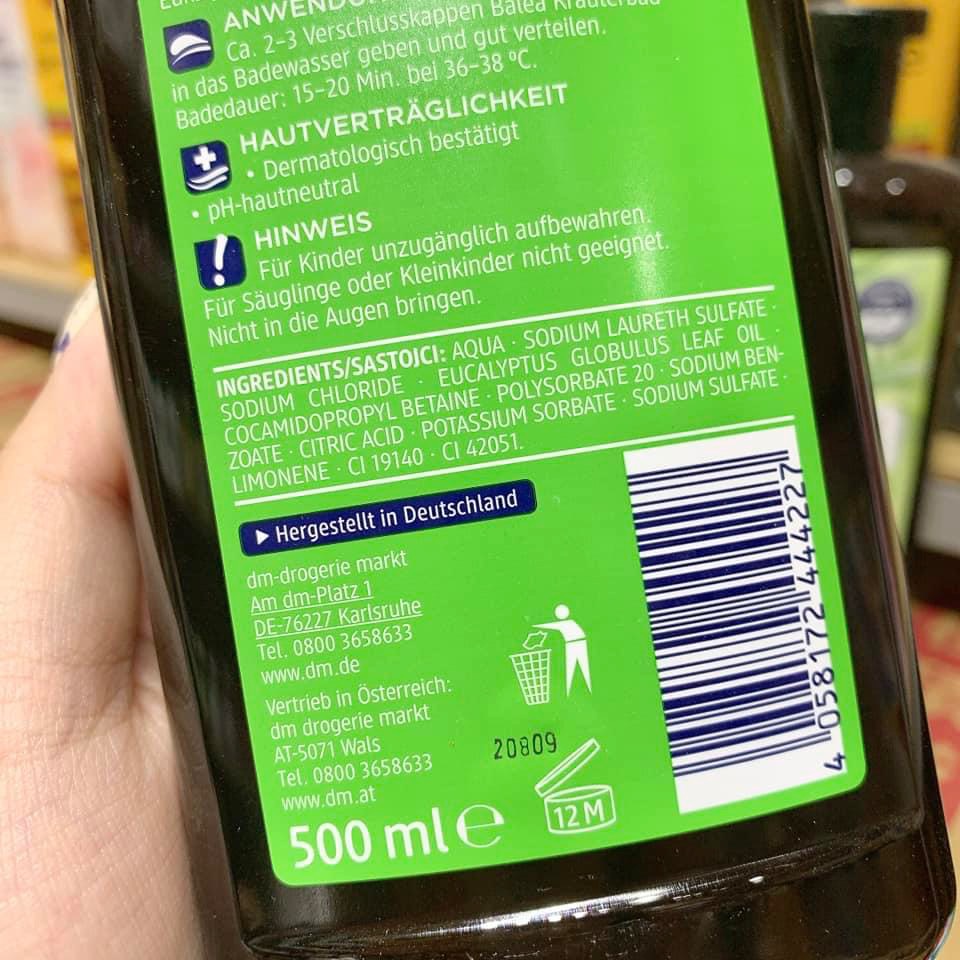 ANWENDUNG
Ca. 2–3 Verschlusskappen Balea Kräuterbad
in das Badewasser geben und gut verteilen.
Badedauer: 15–20 Min. bei 36–38 °C.
HAUTVERTRÄGLICHKEIT
• Dermatologisch bestätigt
• pH-hautneutral
HINWEIS
Für Kinder unzugänglich aufbewahren.
Für Säuglinge oder Kleinkinder nicht geeignet.
Nicht in die Augen bringen.
INGREDIENTS/SASTOJCI: AQUA · SODIUM LAURETH SULFATE ·
SODIUM CHLORIDE · EUCALYPTUS GLOBULUS LEAF OIL ·
COCAMIDOPROPYL BETAINE · POLYSORBATE 20 · SODIUM BEN-
ZOATE · CITRIC ACID · POTASSIUM SORBATE · SODIUM SULFATE ·
LIMONENE · CI 19140 · CI 42051.
Hergestellt in Deutschland
dm-drogerie markt
Am dm-Platz 1
DE-76227 Karlsruhe
Tel. 0800 3658633
www.dm.de
Vertrieb in Österreich:
dm drogerie markt
AT-5071 Wals
Tel. 0800 3658633
www.dm.at
500 ml e
20809
12 M
4 058172 444227